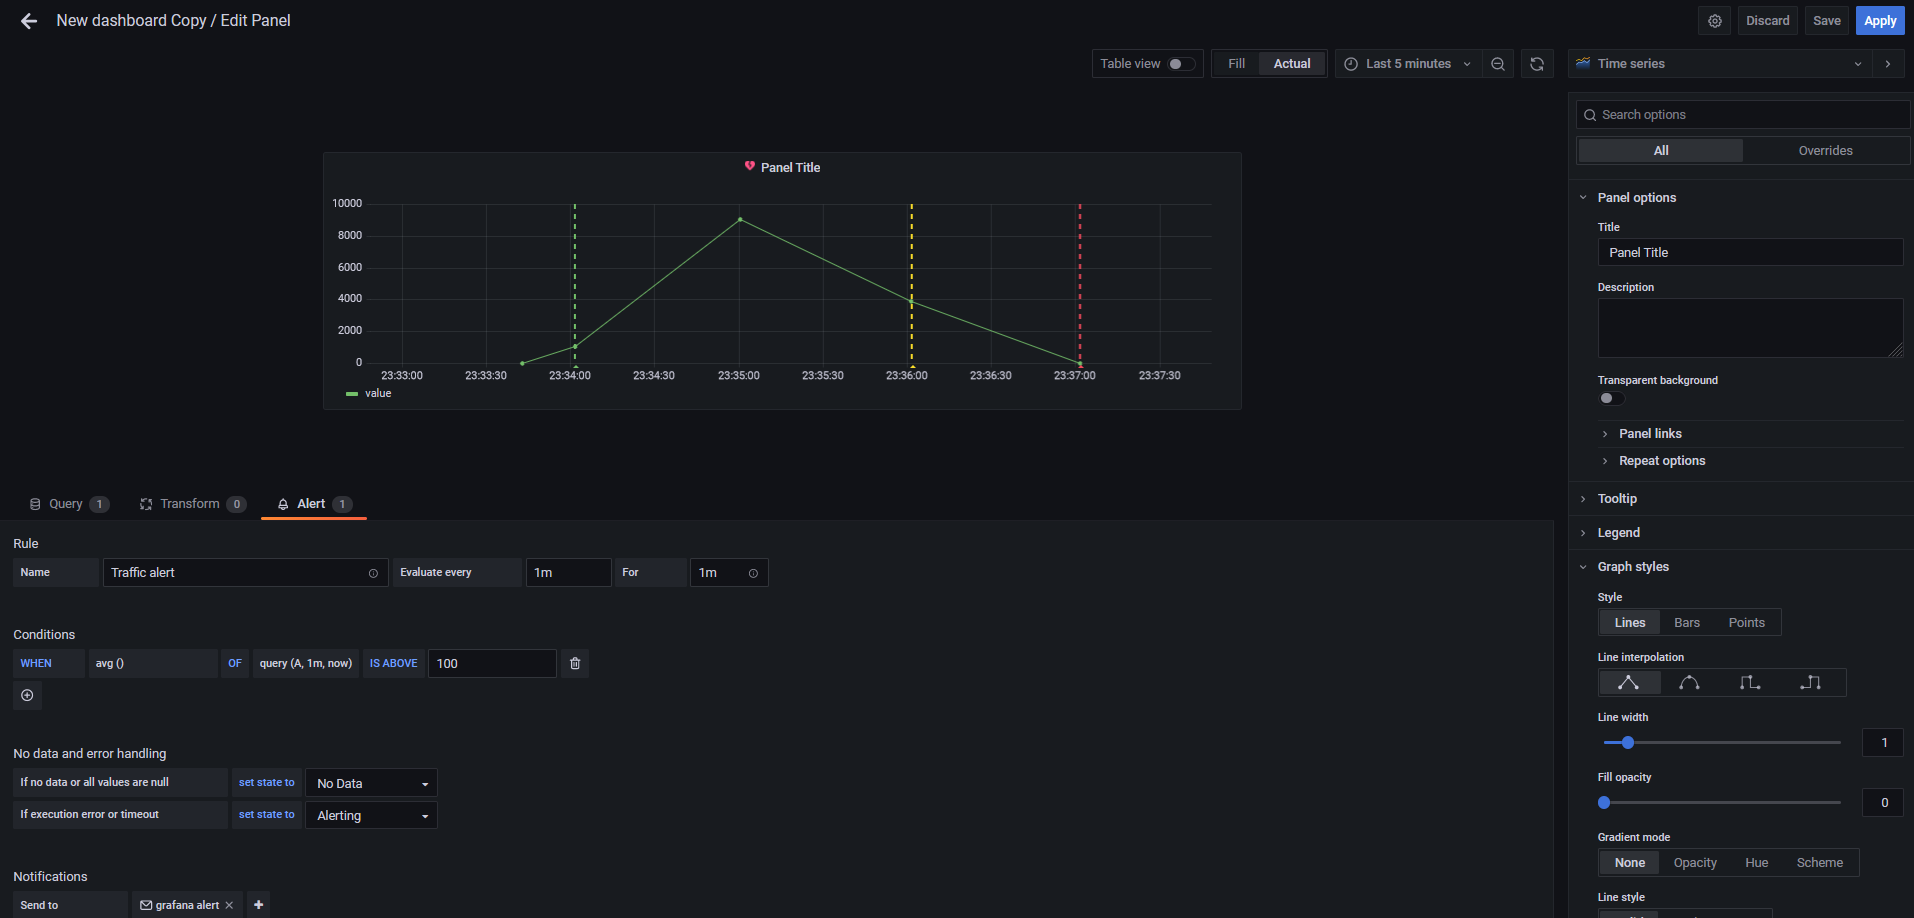 New dashboard Copy / Edit Panel
Discard
Save
Apply
Table view
Fill
Actual
Last 5 minutes
Time series
Search options
All
Overrides
Panel Title
10000
8000
6000
4000
2000
0
23:33:00
23:33:30
23:34:00
23:34:30
23:35:00
23:35:30
23:36:00
23:36:30
23:37:00
23:37:30
value
Panel options
Title
Panel Title
Description
Transparent background
Panel links
Repeat options
Tooltip
Legend
Graph styles
Style
Lines
Bars
Points
Line interpolation
Line width
1
Fill opacity
0
Gradient mode
None
Opacity
Hue
Scheme
Line style
Query 1
Transform 0
Alert 1
Rule
Name
Traffic alert
Evaluate every
1m
For
1m
Conditions
WHEN
avg ()
OF
query (A, 1m, now)
IS ABOVE
100
No data and error handling
If no data or all values are null
set state to
No Data
If execution error or timeout
set state to
Alerting
Notifications
Send to
grafana alert